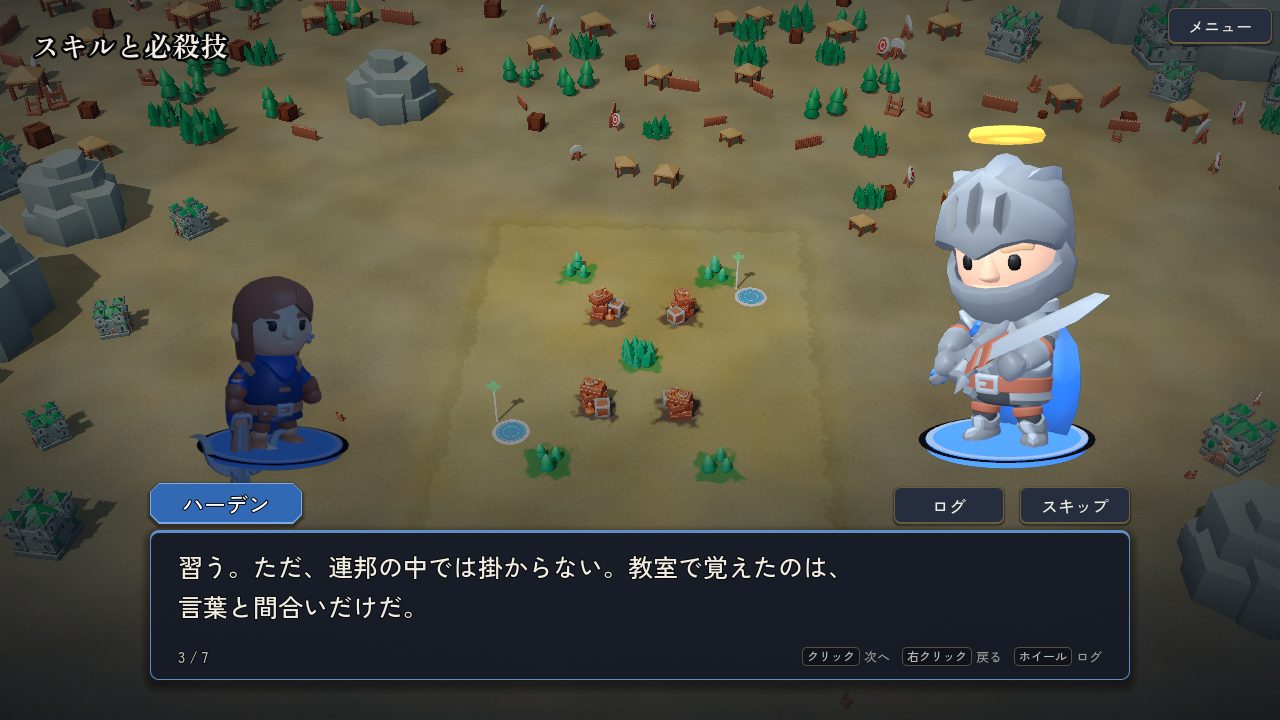 スキルと必殺技
メニュー
ハーデン
ログ
スキップ
習う。ただ、連邦の中では掛からない。教室で覚えたのは、
言葉と間合いだけだ。
3 / 7
クリック 次へ 右クリック 戻る ホイール ログ